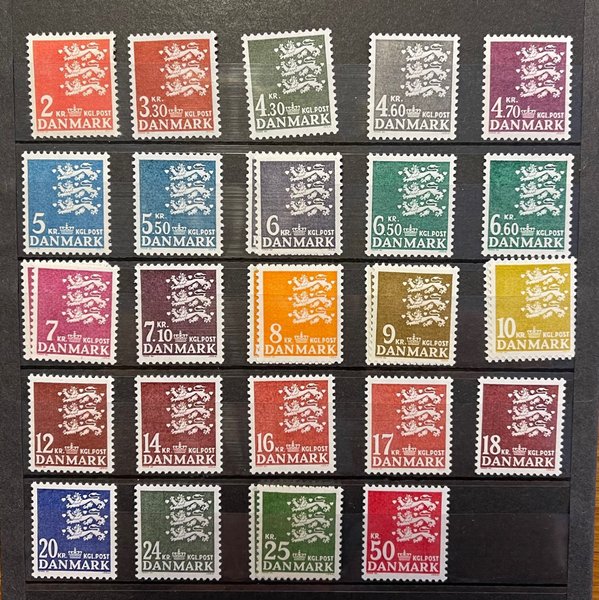 2 KR. KGL.POST
DANMARK
3.30 KR. KGL.POST
DANMARK
4.30 KR. KGL.POST
DANMARK
4.60 KR. KGL.POST
DANMARK
4.70 KR. KGL.POST
DANMARK
5 KR. KGL.POST
DANMARK
5.50 KR. KGL.POST
DANMARK
6 KR. KGL.POST
DANMARK
6.50 KR. KGL.POST
DANMARK
6.60 KR. KGL.POST
DANMARK
7 KR. KGL.POST
DANMARK
7.10 KR. KGL.POST
DANMARK
8 KR. KGL.POST
DANMARK
9 KR. KGL.POST
DANMARK
10 KR. KGL.POST
DANMARK
12 KR. KGL.POST
DANMARK
14 KR. KGL.POST
DANMARK
16 KR. KGL.POST
DANMARK
17 KR. KGL.POST
DANMARK
18 KR. KGL.POST
DANMARK
20 KR. KGL.POST
DANMARK
24 KR. KGL.POST
DANMARK
25 KR. KGL.POST
DANMARK
50 KR. KGL.POST
DANMARK